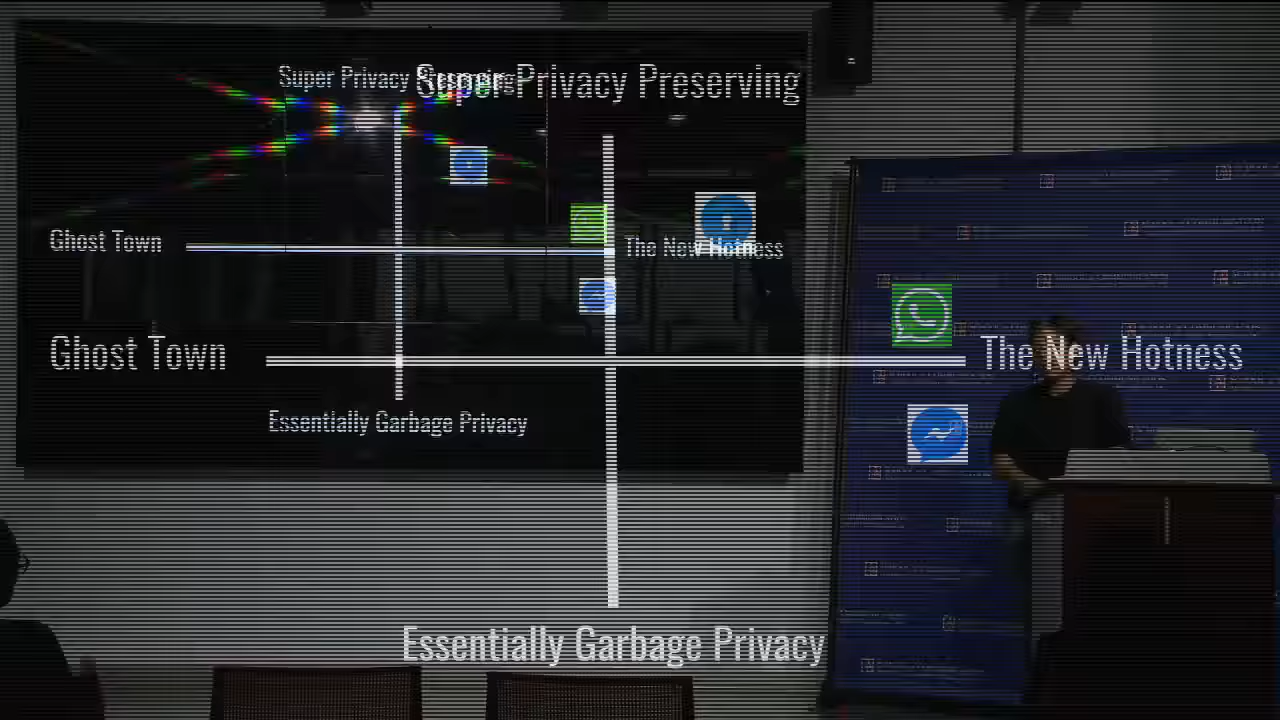 Super Privacy Preserving
Super Privacy Preserving
Ghost Town
The New Hotness
Ghost Town
The New Hotness
Essentially Garbage Privacy
Essentially Garbage Privacy